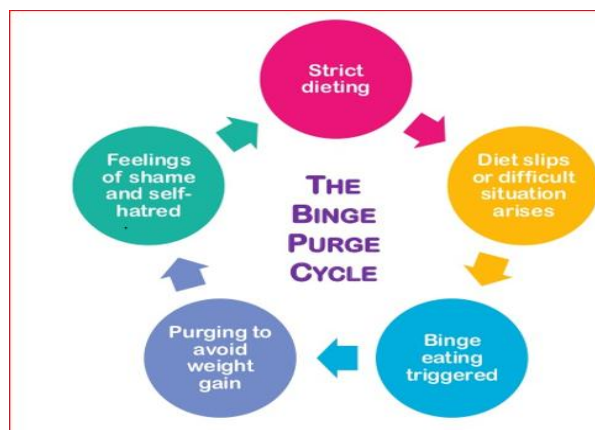 Strict
dieting
Diet slips
or difficult
situation
arises
Binge
eating
triggered
Purging to
avoid
weight
gain
Feelings
of shame
and self-
hatred
THE
BINGE
PURGE
CYCLE